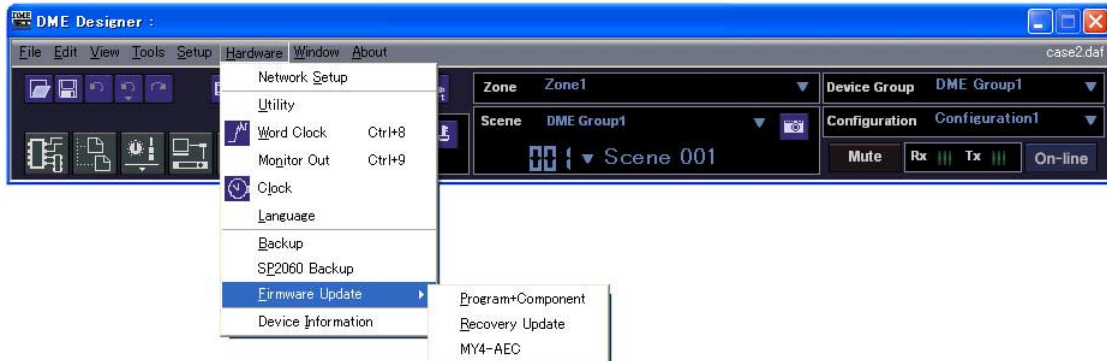 DME Designer :
File Edit View Tools Setup Hardware Window About case2.daf
Zone Zone1 Device Group DME Group1
Scene DME Group1 Configuration Configuration1
001 Scene 001 Mute Rx Tx On-line
Network Setup
Utility
Word Clock Ctrl+8
Monitor Out Ctrl+9
Clock
Language
Backup
SP2060 Backup
Firmware Update
Device Information
Program+Component
Recovery Update
MY4-AEC